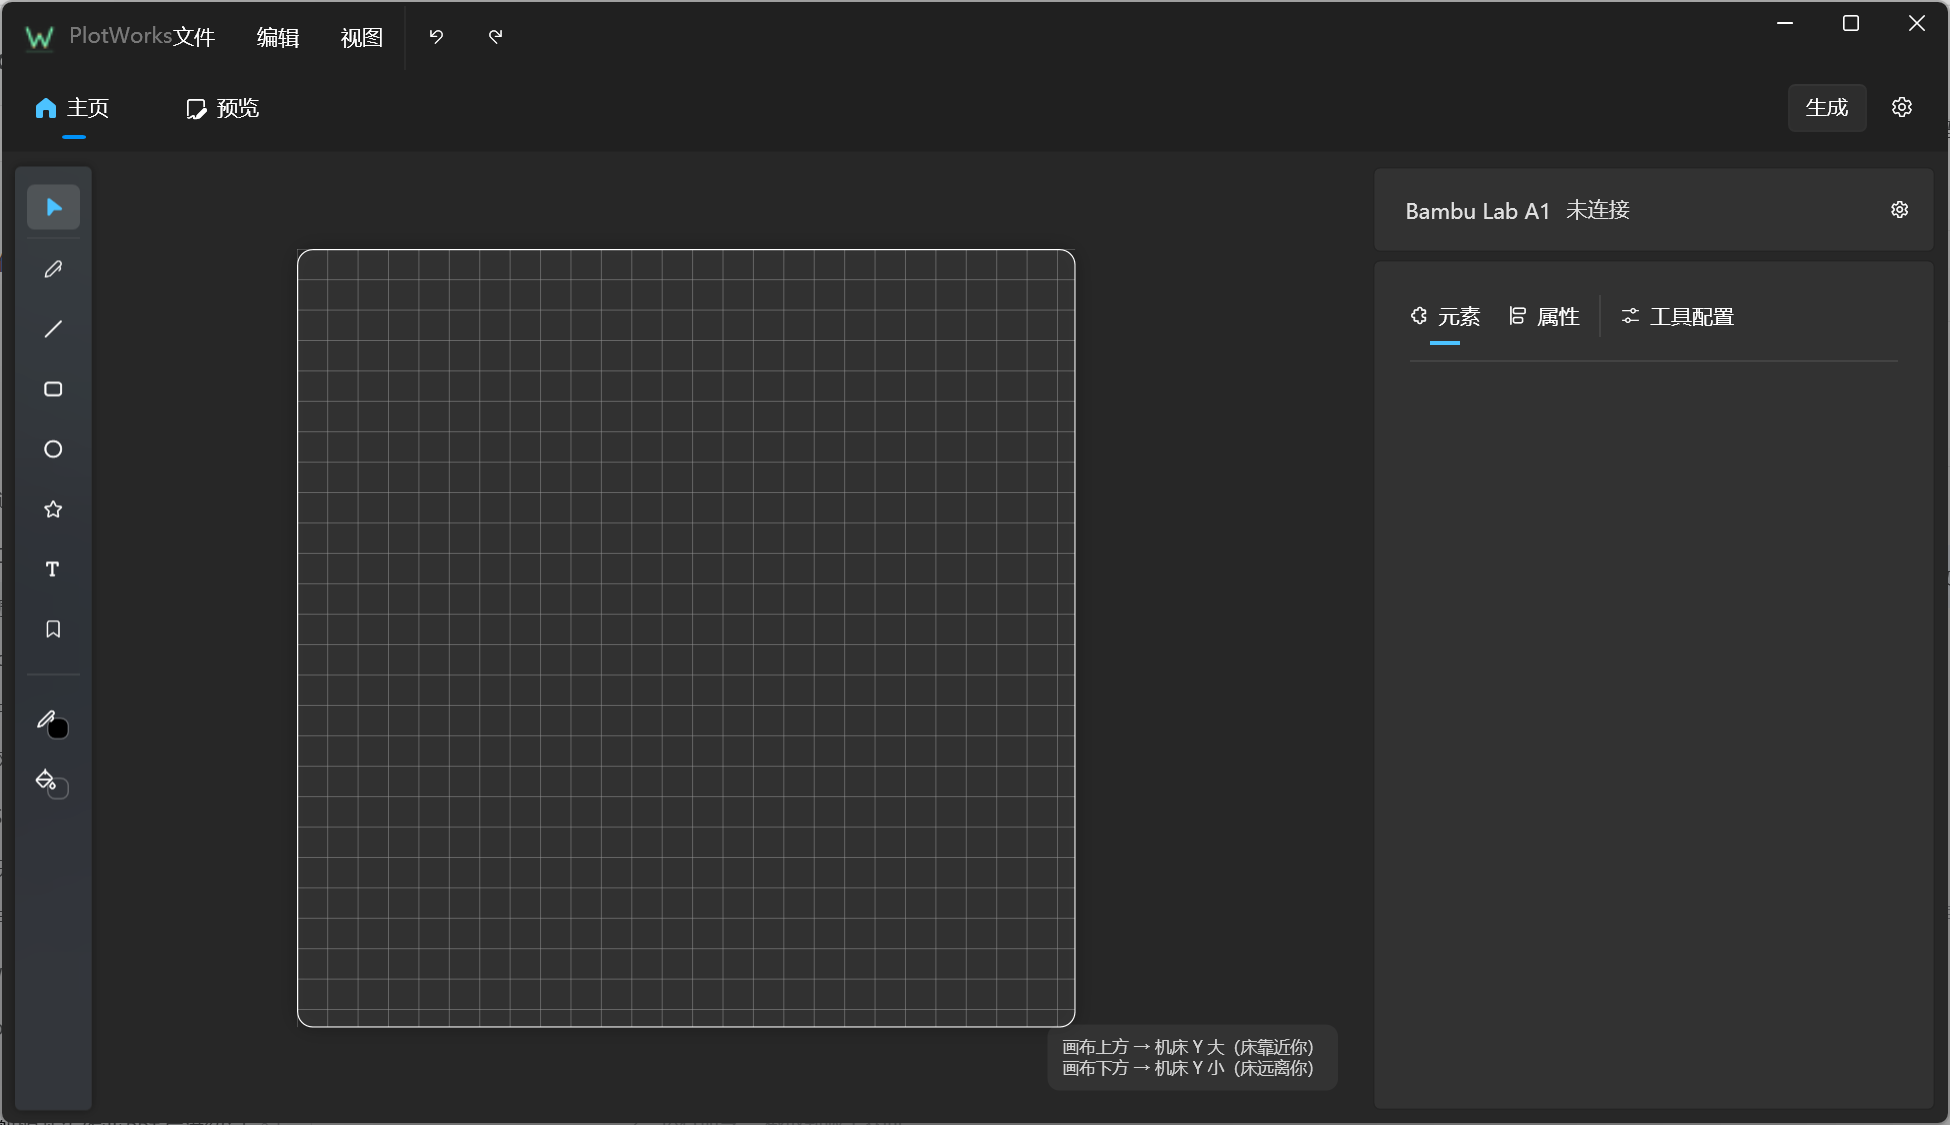 PlotWorks 文件 编辑 视图
主页 预览 生成
Bambu Lab A1 未连接
元素 属性 工具配置
T
画布上方 → 机床 Y 大（床靠近你）
画布下方 → 机床 Y 小（床远离你）